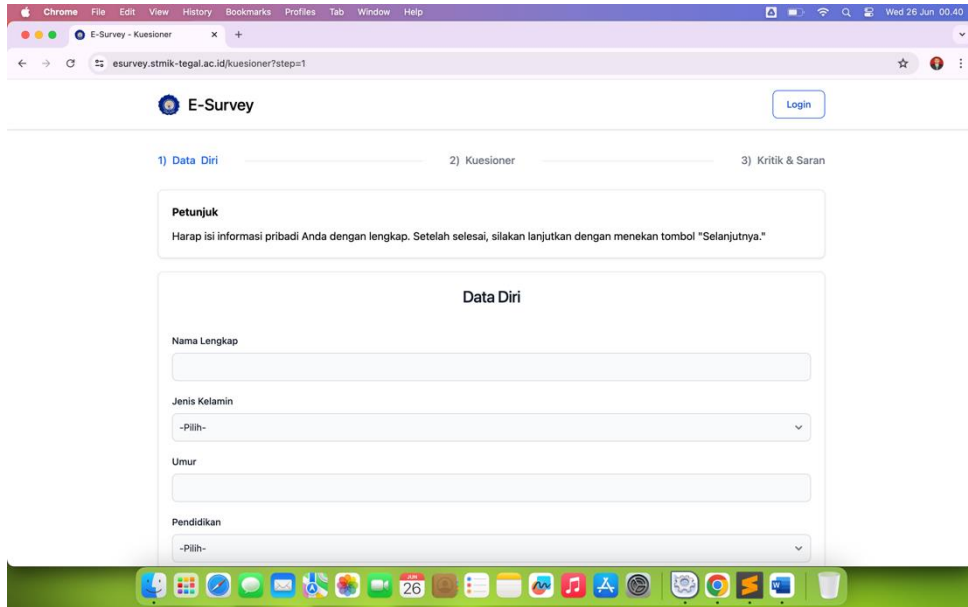 Chrome File Edit View History Bookmarks Profiles Tab Window Help Wed 26 Jun 00.40
E-Survey - Kuesioner
esurvey.stmik-tegal.ac.id/kuesioner?step=1
E-Survey Login
1) Data Diri 2) Kuesioner 3) Kritik & Saran
Petunjuk
Harap isi informasi pribadi Anda dengan lengkap. Setelah selesai, silakan lanjutkan dengan menekan tombol "Selanjutnya."
Data Diri
Nama Lengkap
Jenis Kelamin
-Pilih-
Umur
Pendidikan
-Pilih-
JUN
26